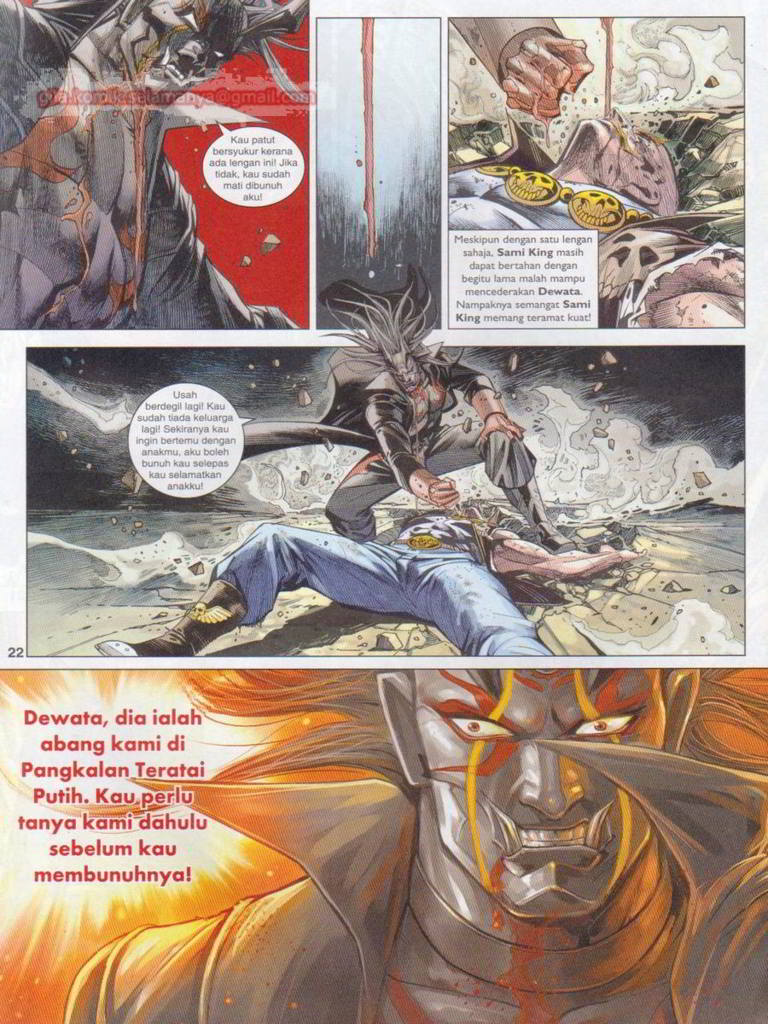 gua.komikselamanya@gmail.com
Kau patut
bersyukur kerana
ada lengan ini! Jika
tidak, kau sudah
mati dibunuh
aku!
Meskipun dengan satu lengan
sahaja, Sami King masih
dapat bertahan dengan
begitu lama malah mampu
mencederakan Dewata.
Nampaknya semangat Sami
King memang teramat kuat!
Usah
berdegil lagi! Kau
sudah tiada keluarga
lagi! Sekiranya kau
ingin bertemu dengan
anakmu, aku boleh
bunuh kau selepas
kau selamatkan
anakku!
22
Dewata, dia ialah
abang kami di
Pangkalan Teratai
Putih. Kau perlu
tanya kami dahulu
sebelum kau
membunuhnya!